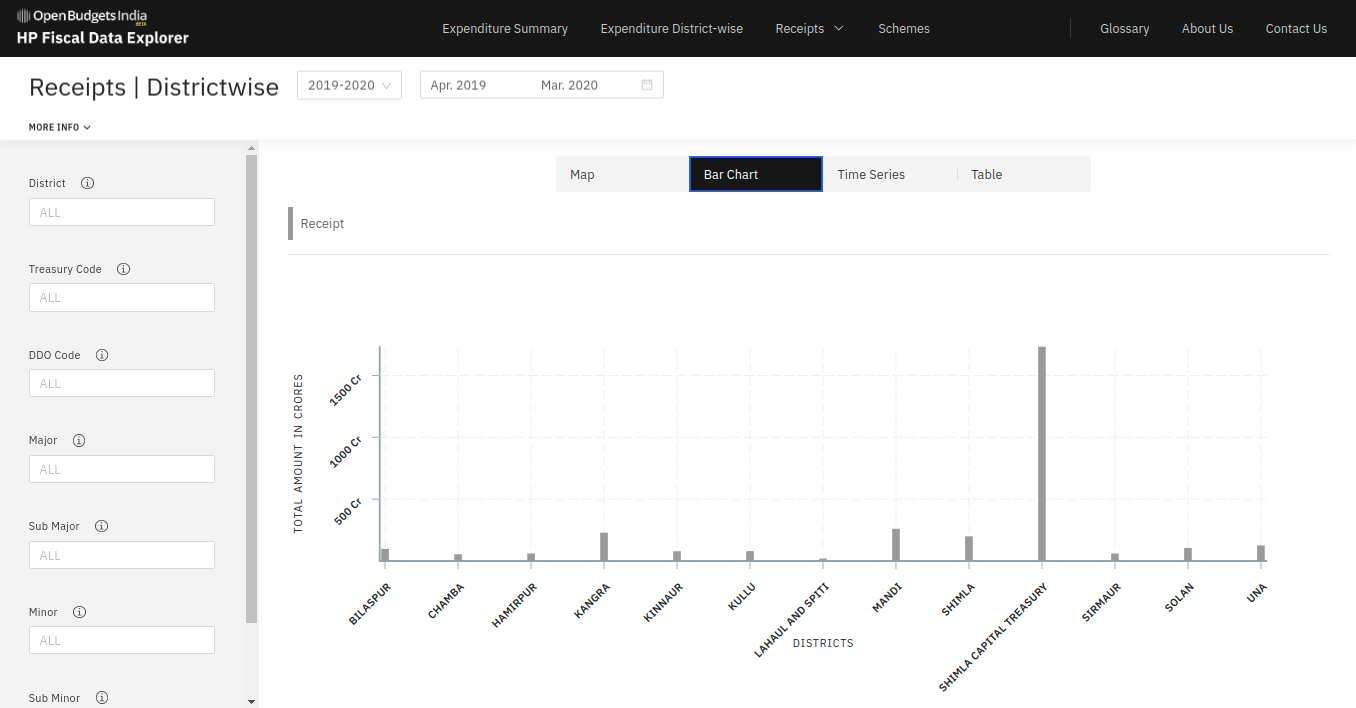 OpenBudgetsIndia
BETA
HP Fiscal Data Explorer
Expenditure Summary Expenditure District-wise Receipts Schemes Glossary About Us Contact Us
Receipts | Districtwise 2019-2020 Apr. 2019 Mar. 2020
MORE INFO
District
ALL
Treasury Code
ALL
DDO Code
ALL
Major
ALL
Sub Major
ALL
Minor
ALL
Sub Minor
Map Bar Chart Time Series Table
Receipt
TOTAL AMOUNT IN CRORES
1500 Cr
1000 Cr
500 Cr
BILASPUR
CHAMBA
HAMIRPUR
KANGRA
KINNAUR
KULLU
LAHAUL AND SPITI
MANDI
SHIMLA
SHIMLA CAPITAL TREASURY
SIRMAUR
SOLAN
UNA
DISTRICTS